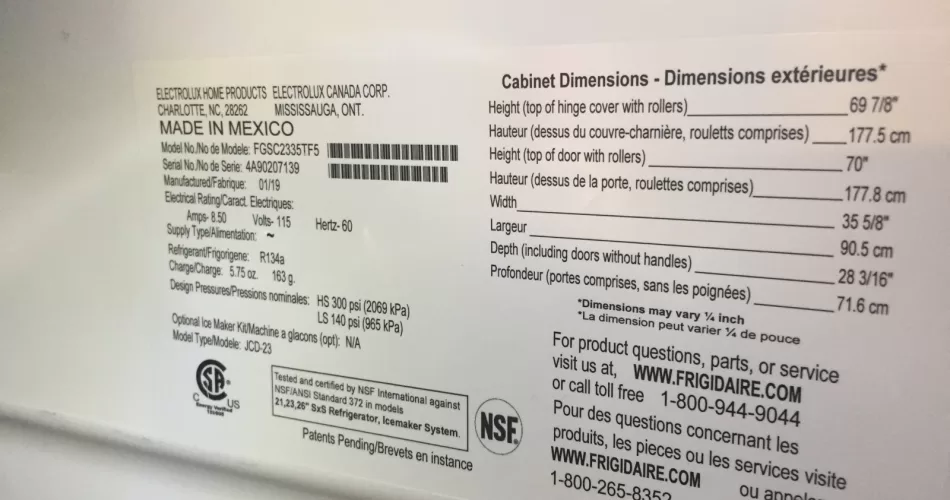 ELECTROLUX HOME PRODUCTS ELECTROLUX CANADA CORP.
CHARLOTTE, NC, 28262 MISSISSAUGA, ONT.
MADE IN MEXICO
Model No./No de Modele: FGSC2335TF5
Serial No./No de Serie: 4A90207139
Manufactured/Fabrique: 01/19
Electrical Rating/Caract. Electriques:
Amps- 8.50 Volts- 115 Hertz- 60
Supply Type/Alimentation: ~
Refrigerant/Frigorigene: R134a
Charge/Charge: 5.75 oz. 163 g.
Design Pressures/Pressions nominales: HS 300 psi (2069 kPa)
LS 140 psi (965 kPa)
Optional Ice Maker Kit/Machine a glacons (opt): N/A
Model Type/Modele: JCD-23
SA
C US
Energy Verified
Tested and certified by NSF International against
NSF/ANSI Standard 372 in models
21,23,25" SxS Refrigerator, Icemaker System.
NSF.
Patents Pending/Brevets en instance
Cabinet Dimensions - Dimensions extérieures*
Height (top of hinge cover with rollers) 69 7/8"
Hauteur (dessus du couvre-charnière, rouletts comprises) 177.5 cm
Height (top of door with rollers) 70"
Hauteur (dessus de la porte, roulettes comprises) 177.8 cm
Width 35 5/8"
Largeur 90.5 cm
Depth (including doors without handles) 28 3/16"
Profondeur (portes comprises, sans les poignées) 71.6 cm
*Dimensions may vary ¼ inch
*La dimension peut varier ¼ de pouce
For product questions, parts, or service
visit us at, WWW.FRIGIDAIRE.COM
or call toll free 1-800-944-9044
Pour des questions concernant les
produits, les pieces ou les services visite
WWW.FRIGIDAIRE.COM ou
1-800-265-8352